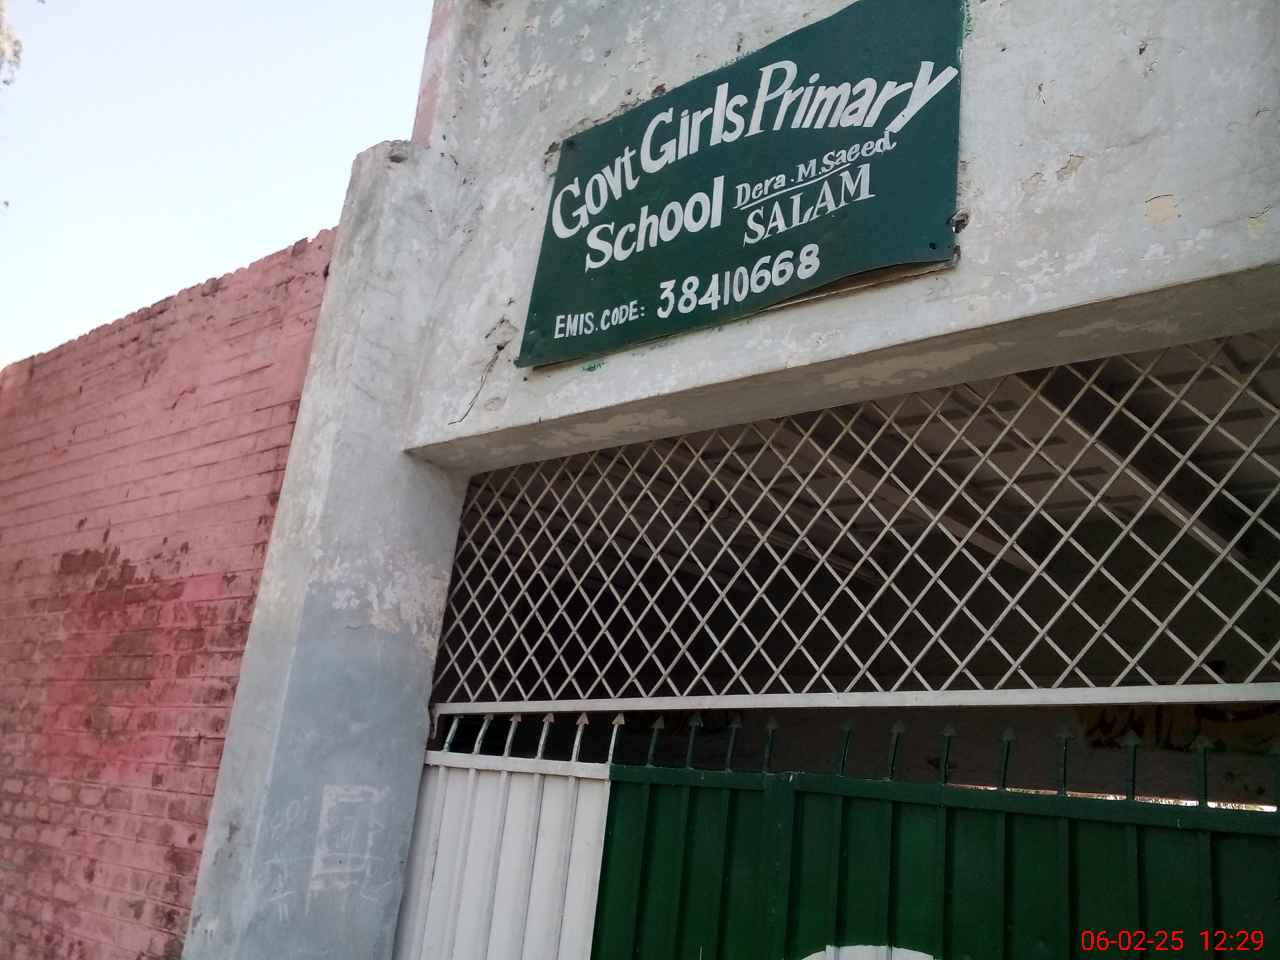 Govt Girls Primary
School Dera. M. Saeed
SALAM
EMIS. CODE: 38410668
06-02-25 12:29